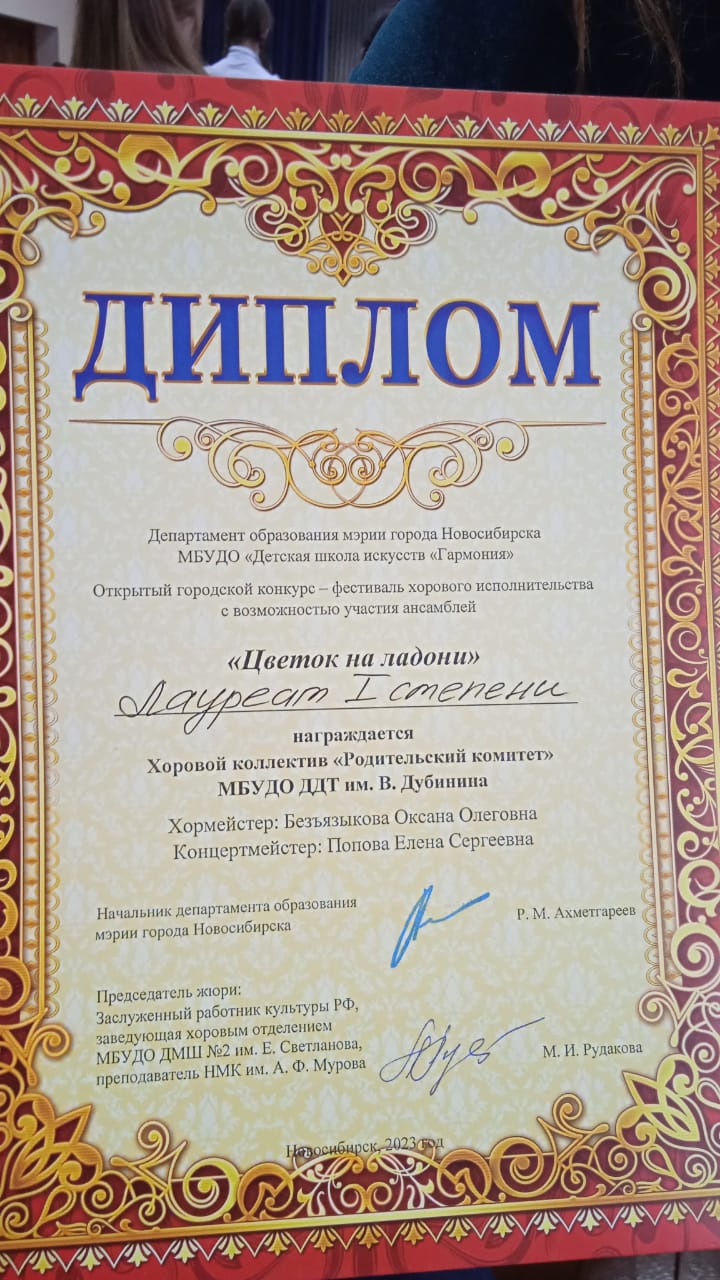 ДИПЛОМ
Департамент образования мэрии города Новосибирска
МБУДО «Детская школа искусств «Гармония»
Открытый городской конкурс – фестиваль хорового исполнительства
с возможностью участия ансамблей
«Цветок на ладони»
Лауреат I степени
награждается
Хоровой коллектив «Родительский комитет»
МБУДО ДДТ им. В. Дубинина
Хормейстер: Безъязыкова Оксана Олеговна
Концертмейстер: Попова Елена Сергеевна
Начальник департамента образования
мэрии города Новосибирска
Р. М. Ахметгареев
Председатель жюри:
Заслуженный работник культуры РФ,
заведующая хоровым отделением
МБУДО ДМШ №2 им. Е. Светланова,
преподаватель НМК им. А. Ф. Мурова
М. И. Рудакова
Новосибирск, 2023 год